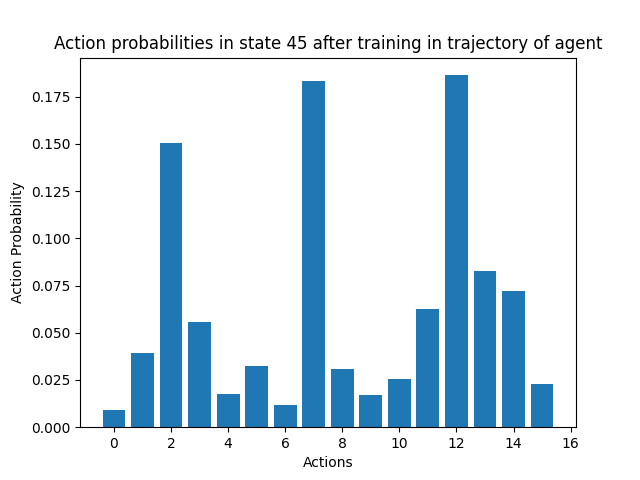 Action probabilities in state 45 after training in trajectory of agent
0.175
0.150
0.125
0.100
0.075
0.050
0.025
0.000
Action Probability
0 2 4 6 8 10 12 14 16
Actions